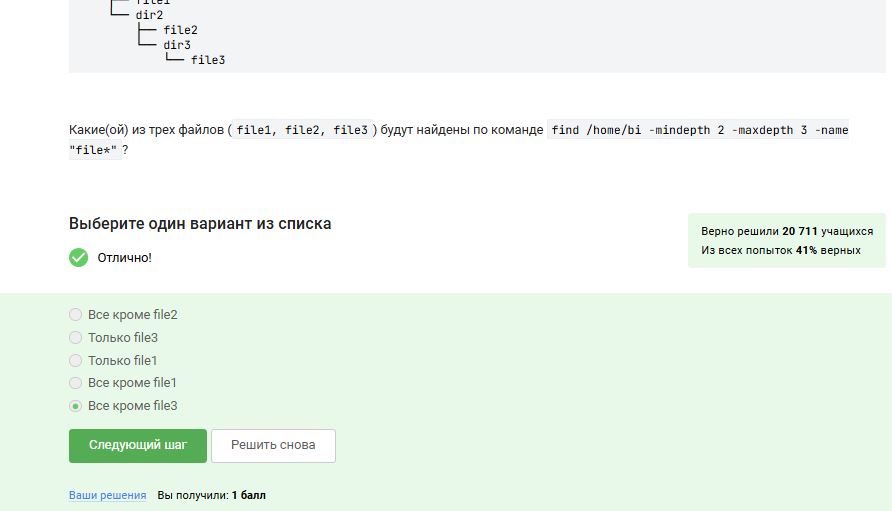 file1
dir2
file2
dir3
file3
Какие(ой) из трех файлов ( file1, file2, file3 ) будут найдены по команде find /home/bi -mindepth 2 -maxdepth 3 -name
"file*" ?
Выберите один вариант из списка
Верно решили 20 711 учащихся
Из всех попыток 41% верных
Отлично!
Все кроме file2
Только file3
Только file1
Все кроме file1
Все кроме file3
Следующий шаг Решить снова
Ваши решения Вы получили: 1 балл